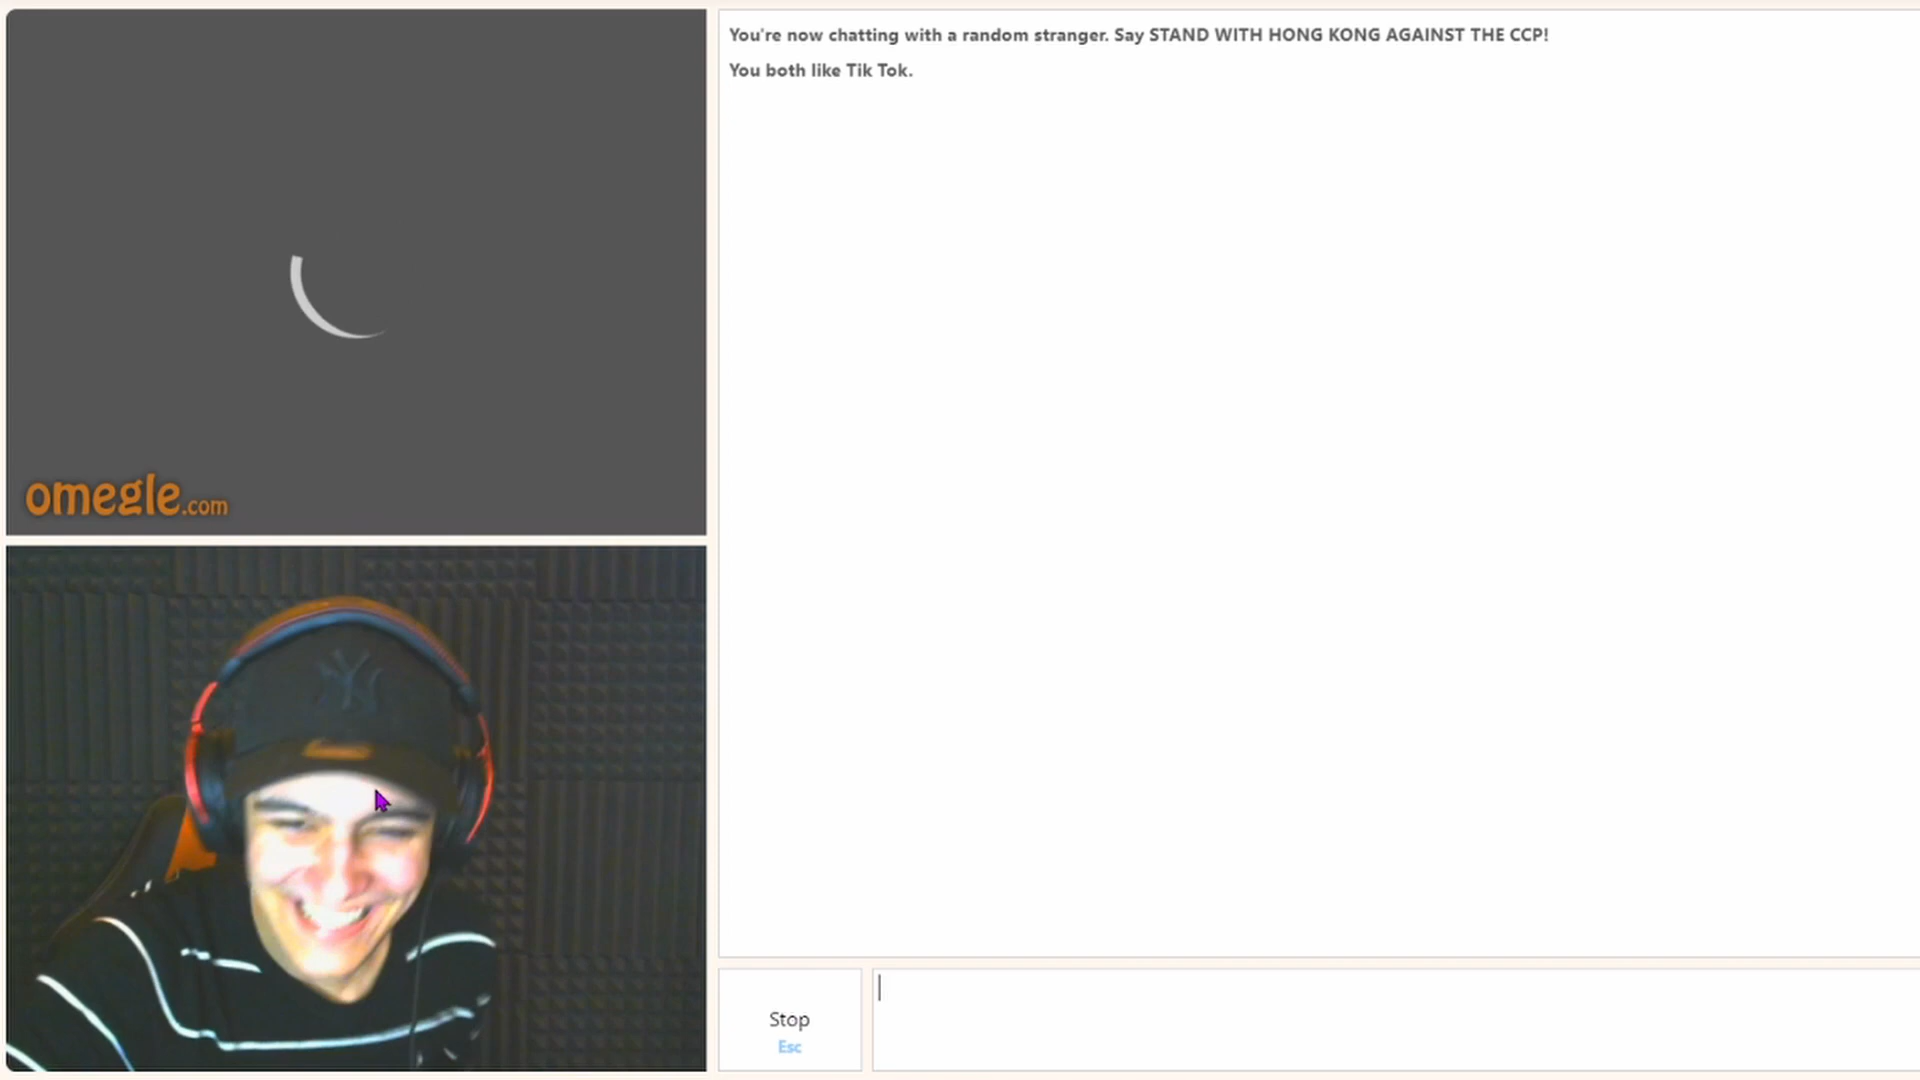 You're now chatting with a random stranger. Say STAND WITH HONG KONG AGAINST THE CCP!
You both like Tik Tok.
omegle.com
NY
Stop
Esc